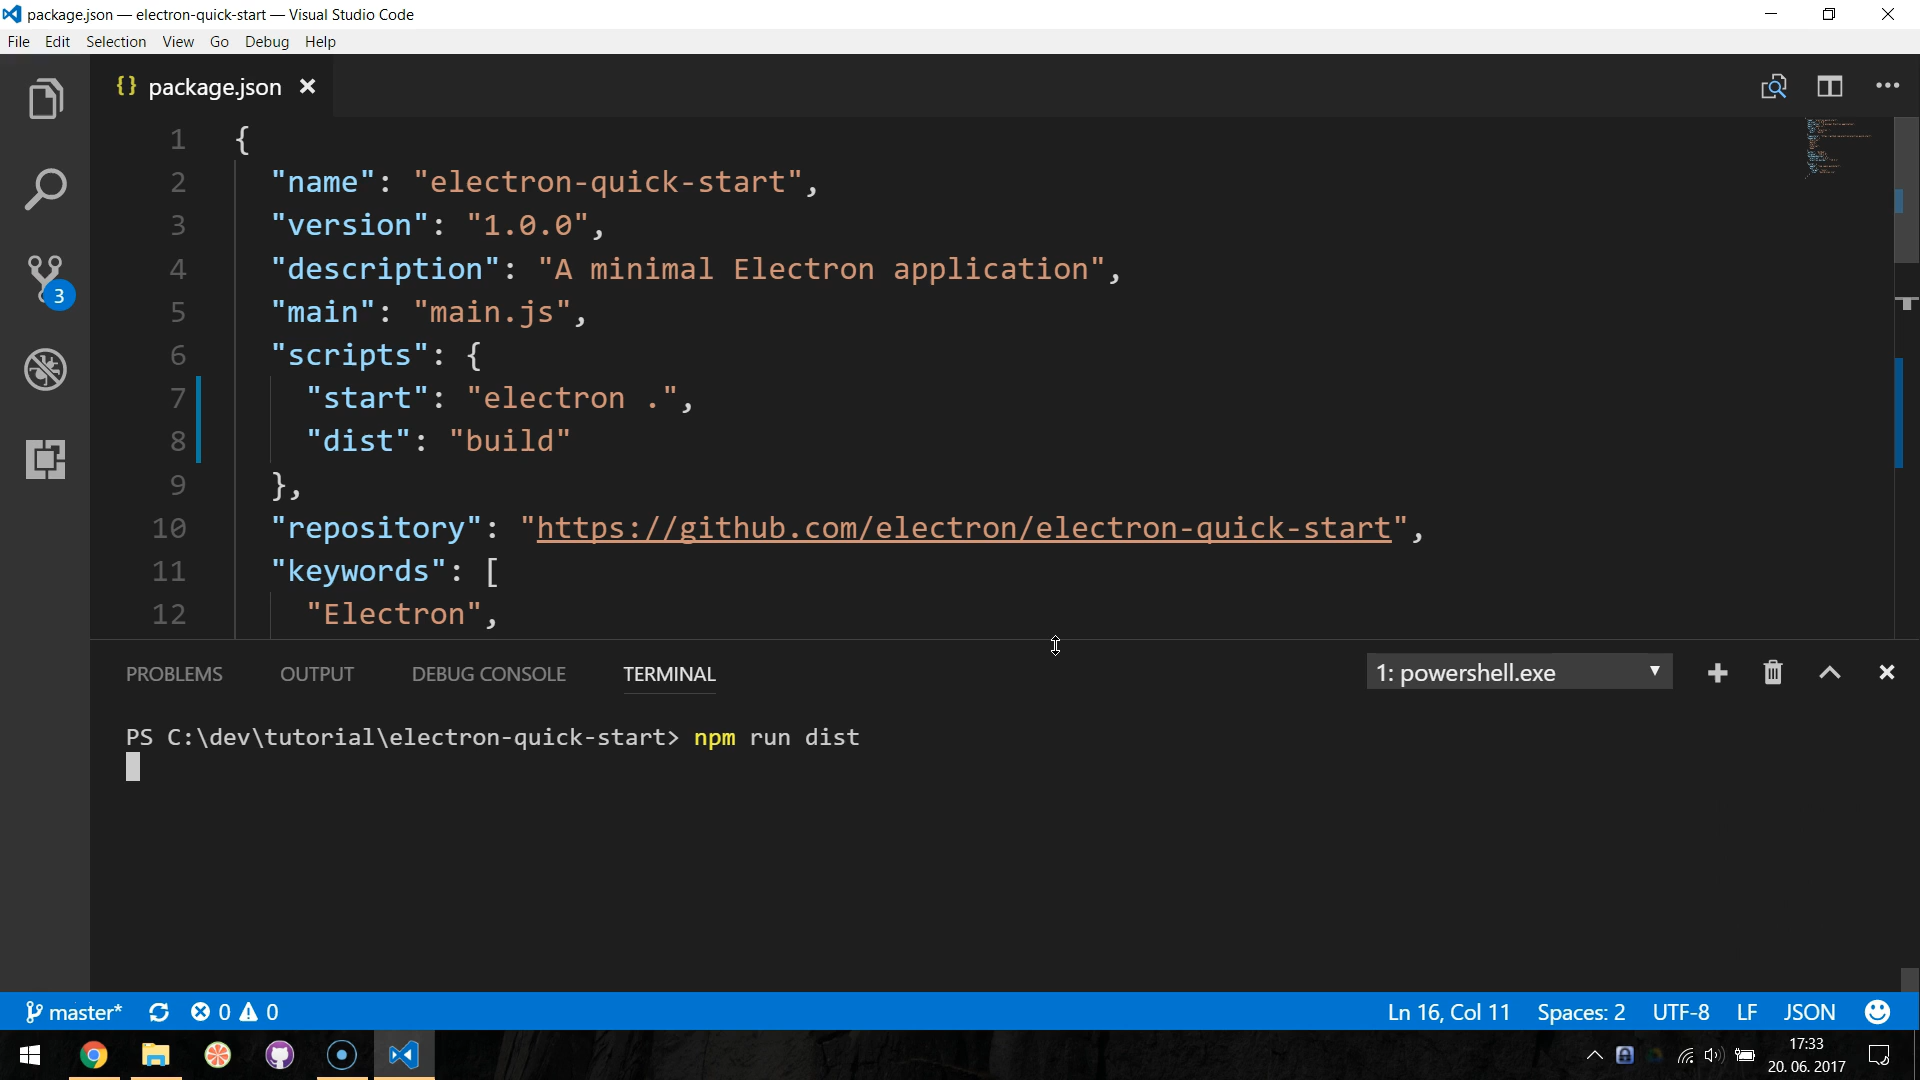 package.json — electron-quick-start — Visual Studio Code
File Edit Selection View Go Debug Help
{} package.json
1 {
2 "name": "electron-quick-start",
3 "version": "1.0.0",
4 "description": "A minimal Electron application",
5 "main": "main.js",
6 "scripts": {
7 "start": "electron .",
8 "dist": "build"
9 },
10 "repository": "https://github.com/electron/electron-quick-start",
11 "keywords": [
12 "Electron",
3
PROBLEMS OUTPUT DEBUG CONSOLE TERMINAL 1: powershell.exe
PS C:\dev\tutorial\electron-quick-start> npm run dist
master* 0 0 Ln 16, Col 11 Spaces: 2 UTF-8 LF JSON
17:33
20. 06. 2017